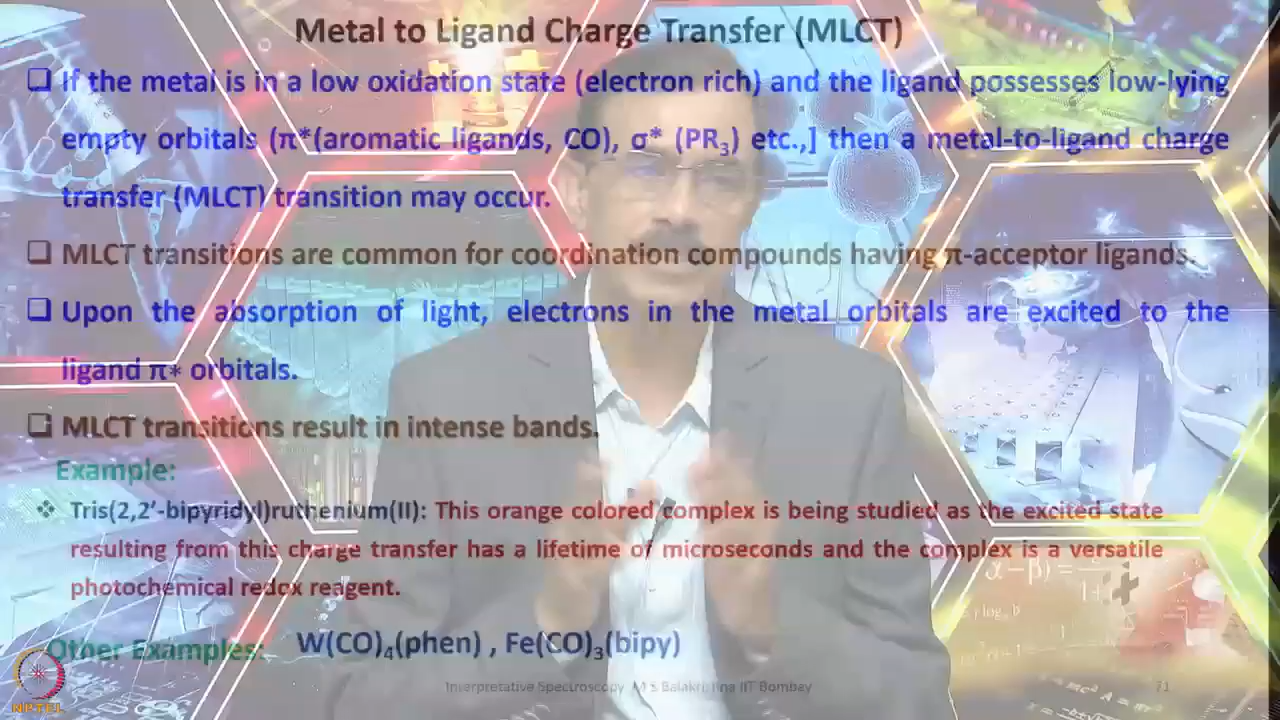 Metal to Ligand Charge Transfer (MLCT)
❑ If the metal is in a low oxidation state (electron rich) and the ligand possesses low-lying
empty orbitals (π*(aromatic ligands, CO), σ* (PR₃) etc.,] then a metal-to-ligand charge
transfer (MLCT) transition may occur.
❑ MLCT transitions are common for coordination compounds having π-acceptor ligands.
❑ Upon the absorption of light, electrons in the metal orbitals are excited to the
ligand π* orbitals.
❑ MLCT transitions result in intense bands.
Example:
❖ Tris(2,2′-bipyridyl)ruthenium(II): This orange colored complex is being studied as the excited state
resulting from this charge transfer has a lifetime of microseconds and the complex is a versatile
photochemical redox reagent.
Other Examples: W(CO)₄(phen) , Fe(CO)₃(bipy)
Interpretative Spectroscopy M S Balakrishna IIT Bombay 71
NPTEL